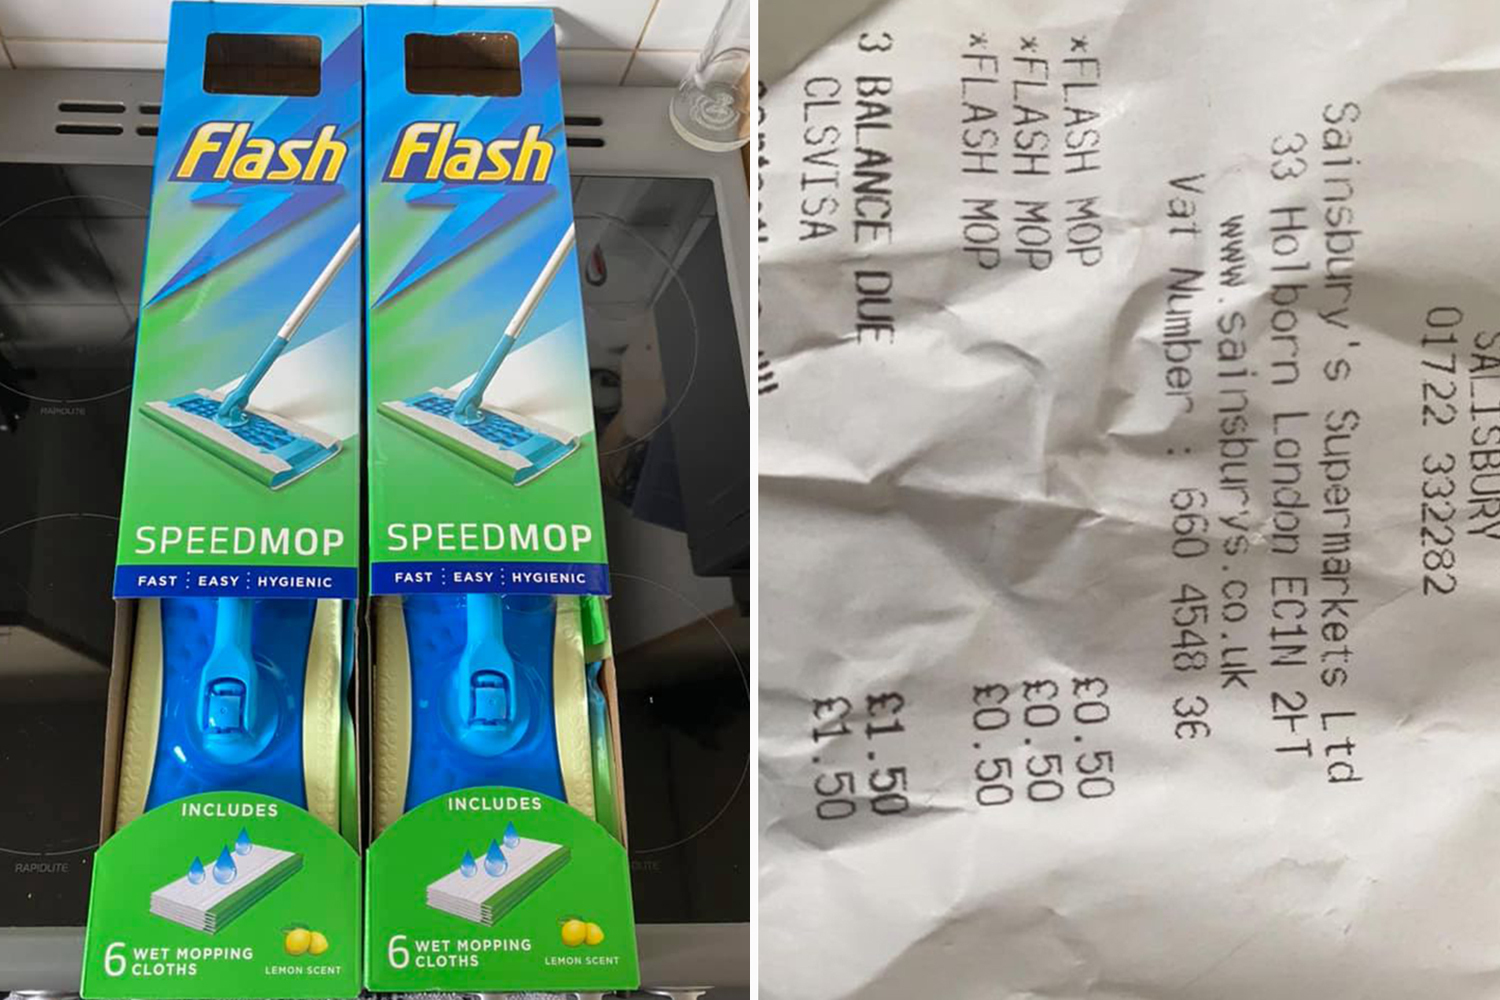 Flash
SPEEDMOP
FAST EASY HYGIENIC
INCLUDES
6 WET MOPPING
CLOTHS
LEMON SCENT
Flash
SPEEDMOP
FAST EASY HYGIENIC
INCLUDES
6 WET MOPPING
CLOTHS
LEMON SCENT
RAPIDLITE
RAPIDLITE
SALISBURY
01722 332282
Sainsbury's Supermarkets Ltd
33 Holborn London EC1N 2HT
www.sainsburys.co.uk
Vat Number : 660 4548 36
*FLASH MOP £0.50
*FLASH MOP £0.50
*FLASH MOP £0.50
3 BALANCE DUE £1.50
CLSVISA £1.50